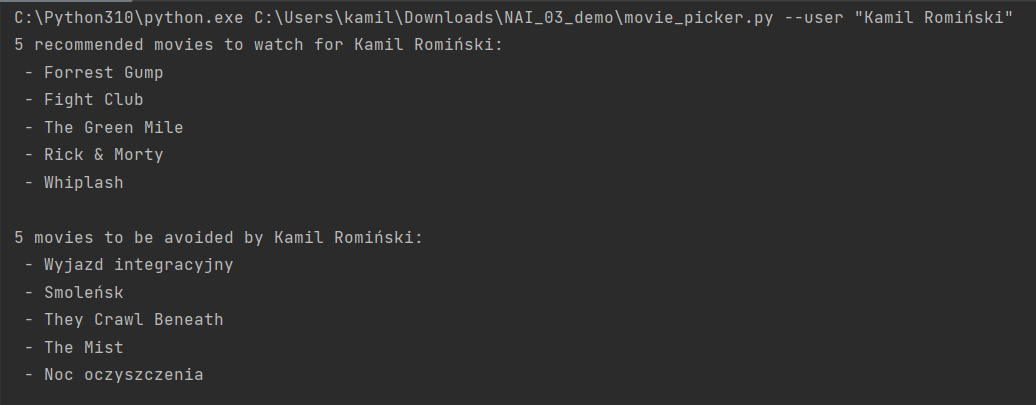 C:\Python310\python.exe C:\Users\kamil\Downloads\NAI_03_demo\movie_picker.py --user "Kamil Romiński"
5 recommended movies to watch for Kamil Romiński:
- Forrest Gump
- Fight Club
- The Green Mile
- Rick & Morty
- Whiplash
5 movies to be avoided by Kamil Romiński:
- Wyjazd integracyjny
- Smoleńsk
- They Crawl Beneath
- The Mist
- Noc oczyszczenia